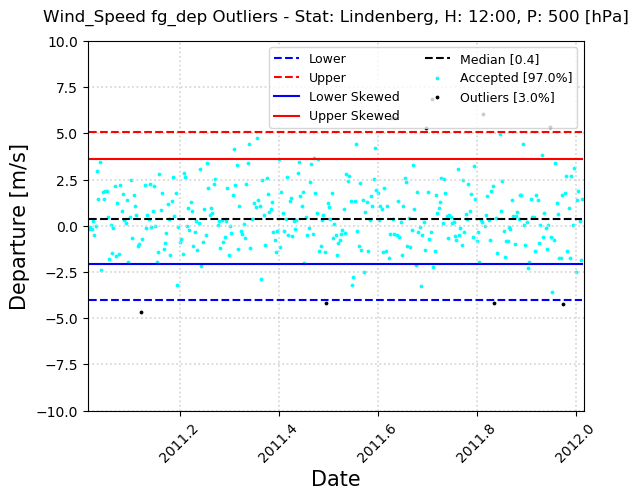 Wind_Speed fg_dep Outliers - Stat: Lindenberg, H: 12:00, P: 500 [hPa]
10.0
7.5
5.0
2.5
0.0
−2.5
−5.0
−7.5
−10.0
Departure [m/s]
Lower
Upper
Lower Skewed
Upper Skewed
Median [0.4]
Accepted [97.0%]
Outliers [3.0%]
2011.2
2011.4
2011.6
2011.8
2012.0
Date